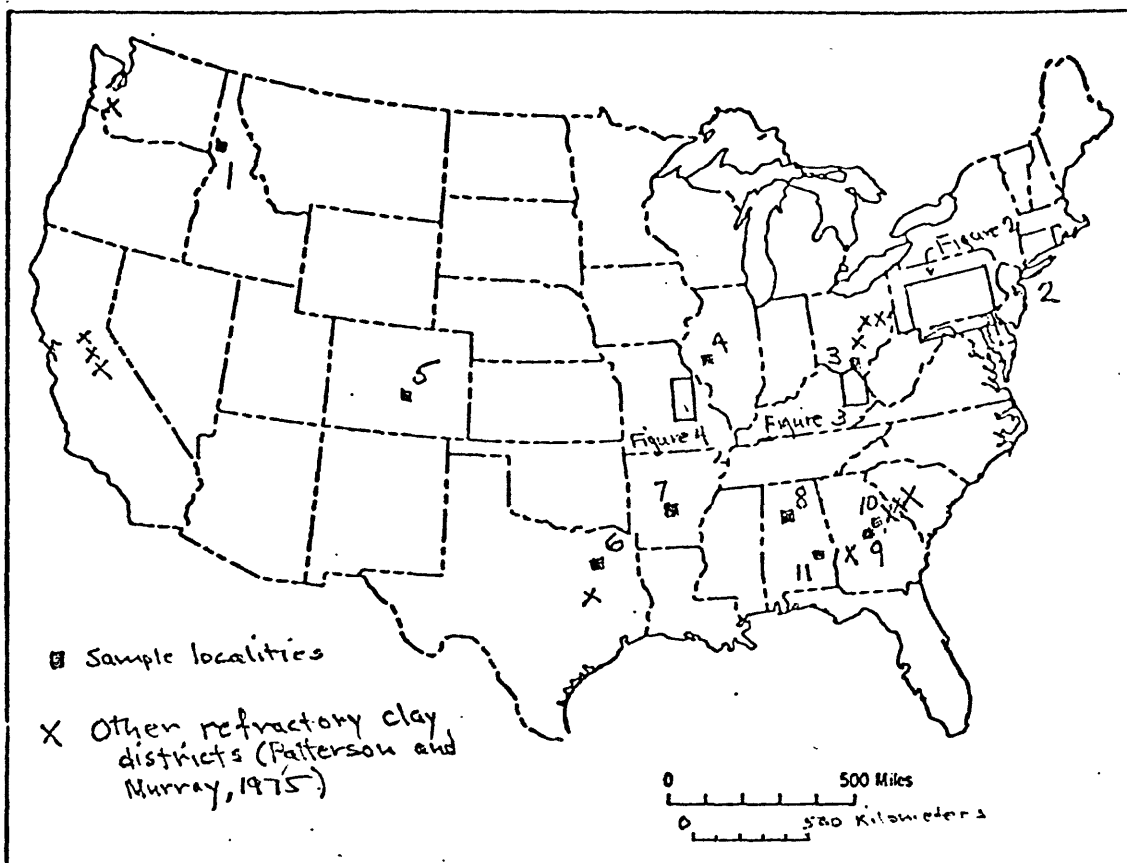 1
Figure 2
2
3
4
5
Figure 4
Figure 3
6
7
8
9
10
11
Sample localities
X Other refractory clay
districts (Patterson and
Murray, 1975)
0 500 Miles
0 500 Kilometers